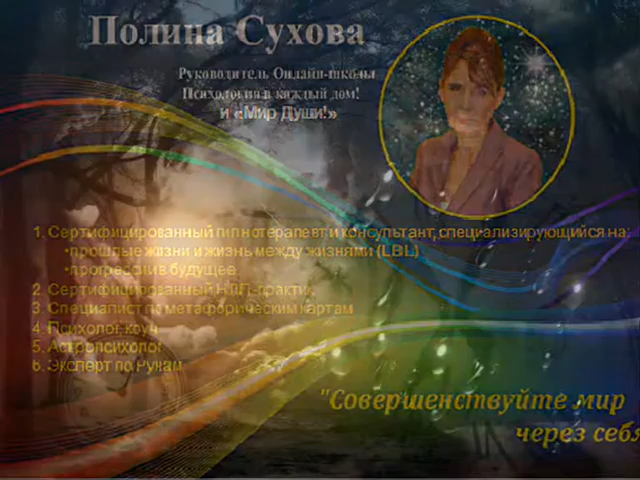 Полина Сухова
Руководитель Онлайн-школы
Психология в каждый дом!
и «Мир Души!»
1. Сертифицированный гипнотерапевт и консультант, специализирующийся на:
•прошлые жизни и жизнь между жизнями (LBL)
•прогрессии в будущее.
2. Сертифицированный НЛП-практик
3. Специалист по метафорическим картам
4. Психолог, коуч
5. Астропсихолог
6. Эксперт по Рунам
"Совершенствуйте мир
через себя